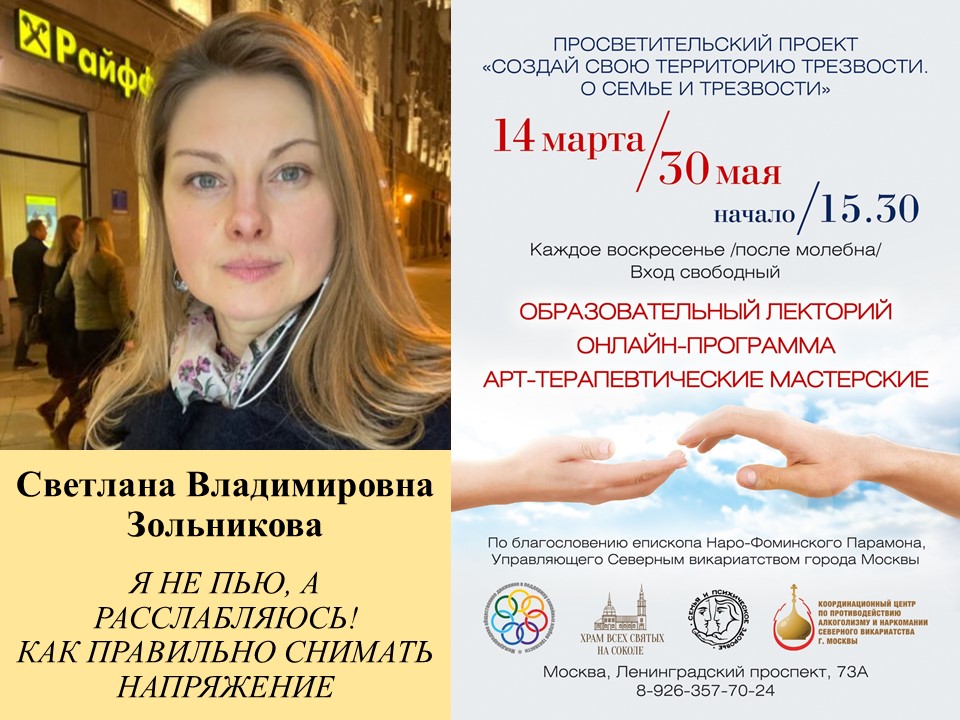 Райфф
Светлана Владимировна
Зольникова
Я НЕ ПЬЮ, А
РАССЛАБЛЯЮСЬ!
КАК ПРАВИЛЬНО СНИМАТЬ
НАПРЯЖЕНИЕ
ПРОСВЕТИТЕЛЬСКИЙ ПРОЕКТ
«СОЗДАЙ СВОЮ ТЕРРИТОРИЮ ТРЕЗВОСТИ.
О СЕМЬЕ И ТРЕЗВОСТИ»
14 марта/
30 мая
начало/15.30
Каждое воскресенье /после молебна/
Вход свободный
ОБРАЗОВАТЕЛЬНЫЙ ЛЕКТОРИЙ
ОНЛАЙН-ПРОГРАММА
АРТ-ТЕРАПЕВТИЧЕСКИЕ МАСТЕРСКИЕ
По благословению епископа Наро-Фоминского Парамона,
Управляющего Северным викариатством города Москвы
ХРАМ ВСЕХ СВЯТЫХ
НА СОКОЛЕ
СЕМЬЯ И ПСИХИЧЕСКОЕ ЗДОРОВЬЕ
КООРДИНАЦИОННЫЙ ЦЕНТР
ПО ПРОТИВОДЕЙСТВИЮ
АЛКОГОЛИЗМУ И НАРКОМАНИИ
СЕВЕРНОГО ВИКАРИАТСТВА
Г. МОСКВЫ
Москва, Ленинградский проспект, 73А
8-926-357-70-24